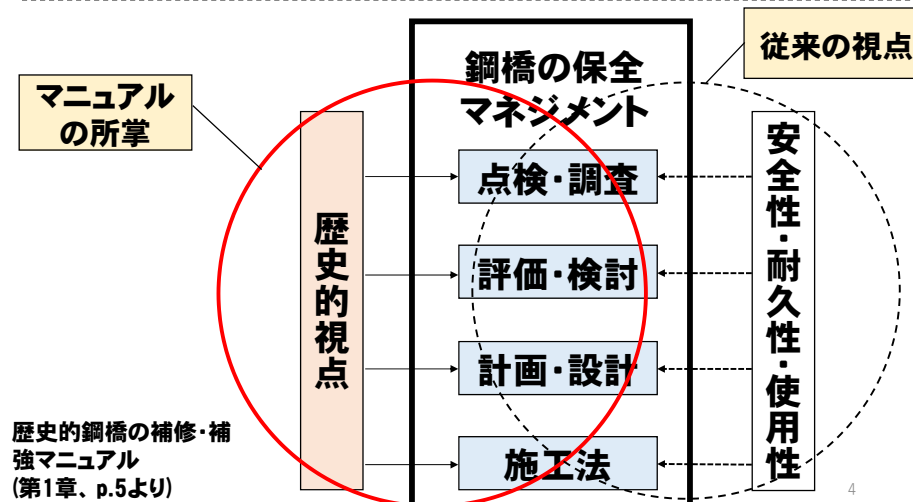 従来の視点
鋼橋の保全
マネジメント
マニュアル
の所掌
点検・調査
評価・検討
計画・設計
施工法
歴史的視点
安全性・耐久性・使用性
歴史的鋼橋の補修・補
強マニュアル
(第1章、p.5より)
4